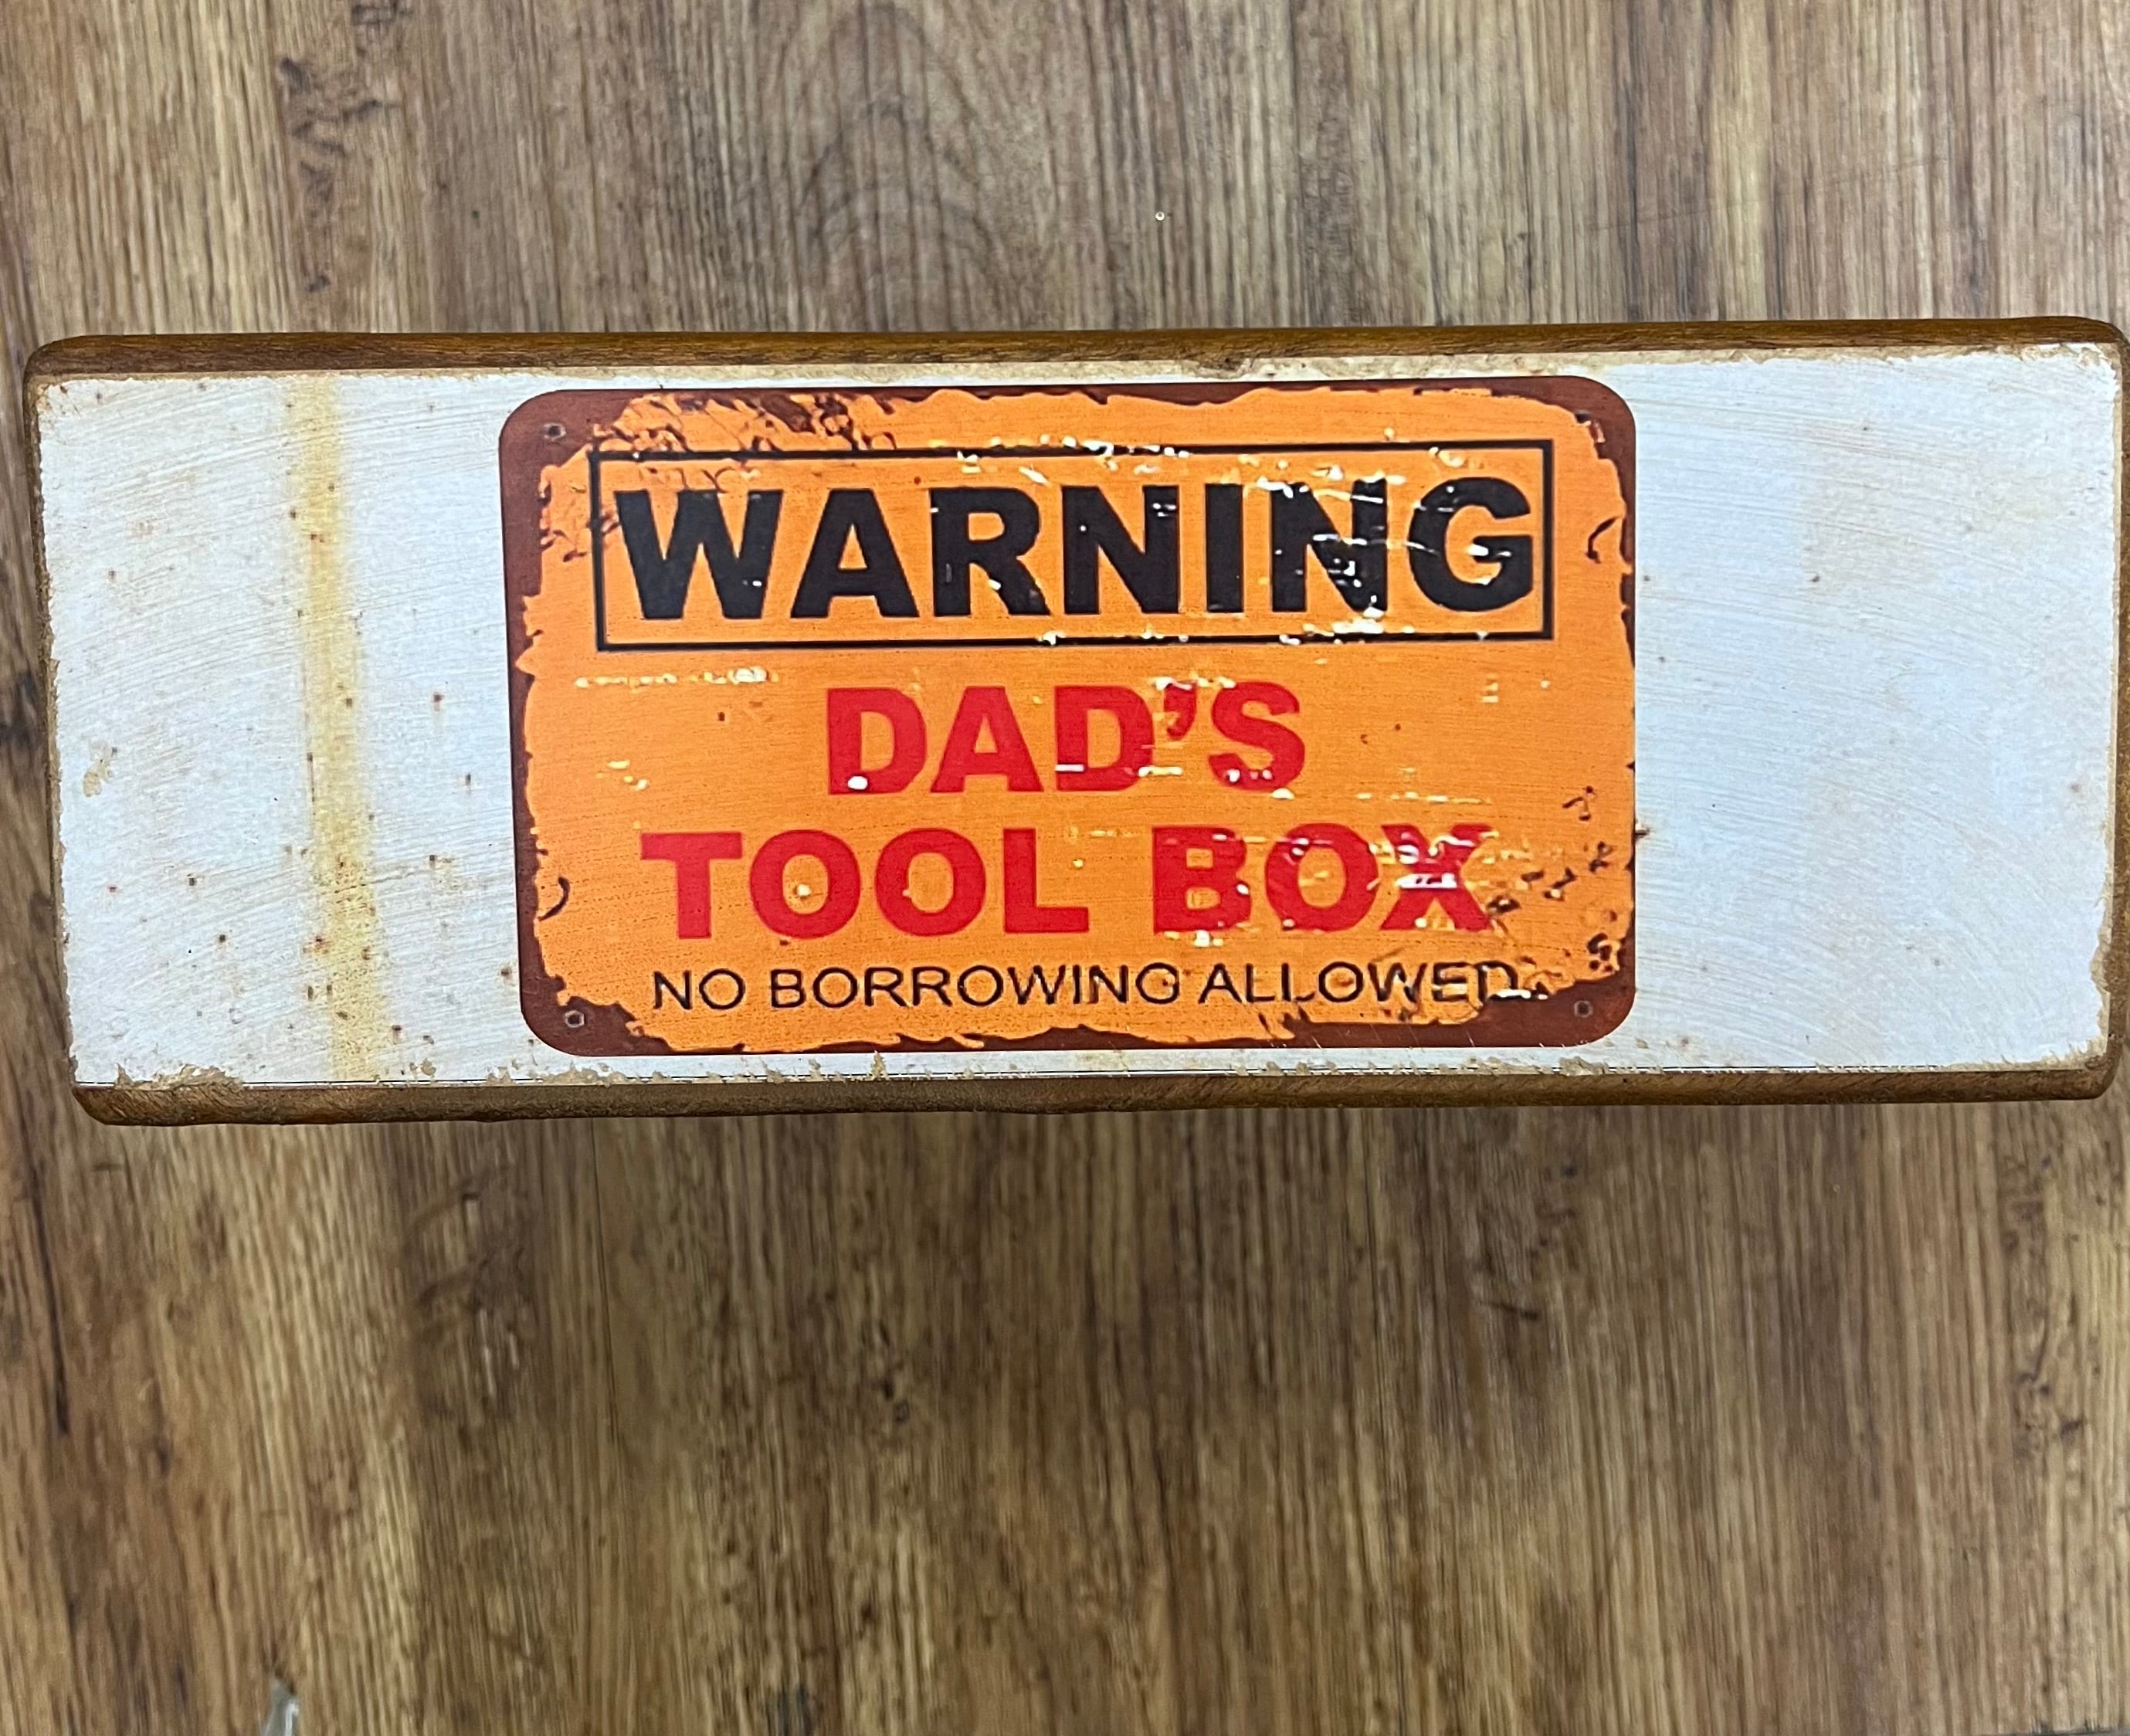 WARNING
DAD'S
TOOL BOX
NO BORROWING ALLOWED